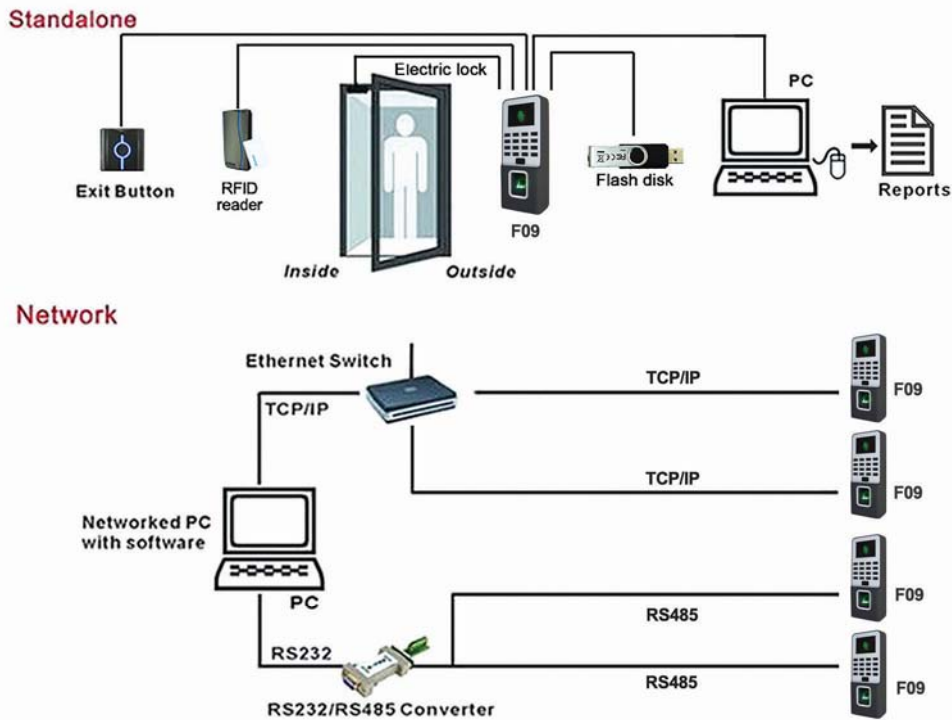 Standalone
Electric lock
PC
Exit Button
RFID
reader
F09
Flash disk
Reports
Inside
Outside
Network
Ethernet Switch
TCP/IP
TCP/IP
F09
TCP/IP
F09
Networked PC
with software
PC
RS485
F09
RS232
RS485
F09
RS232/RS485 Converter